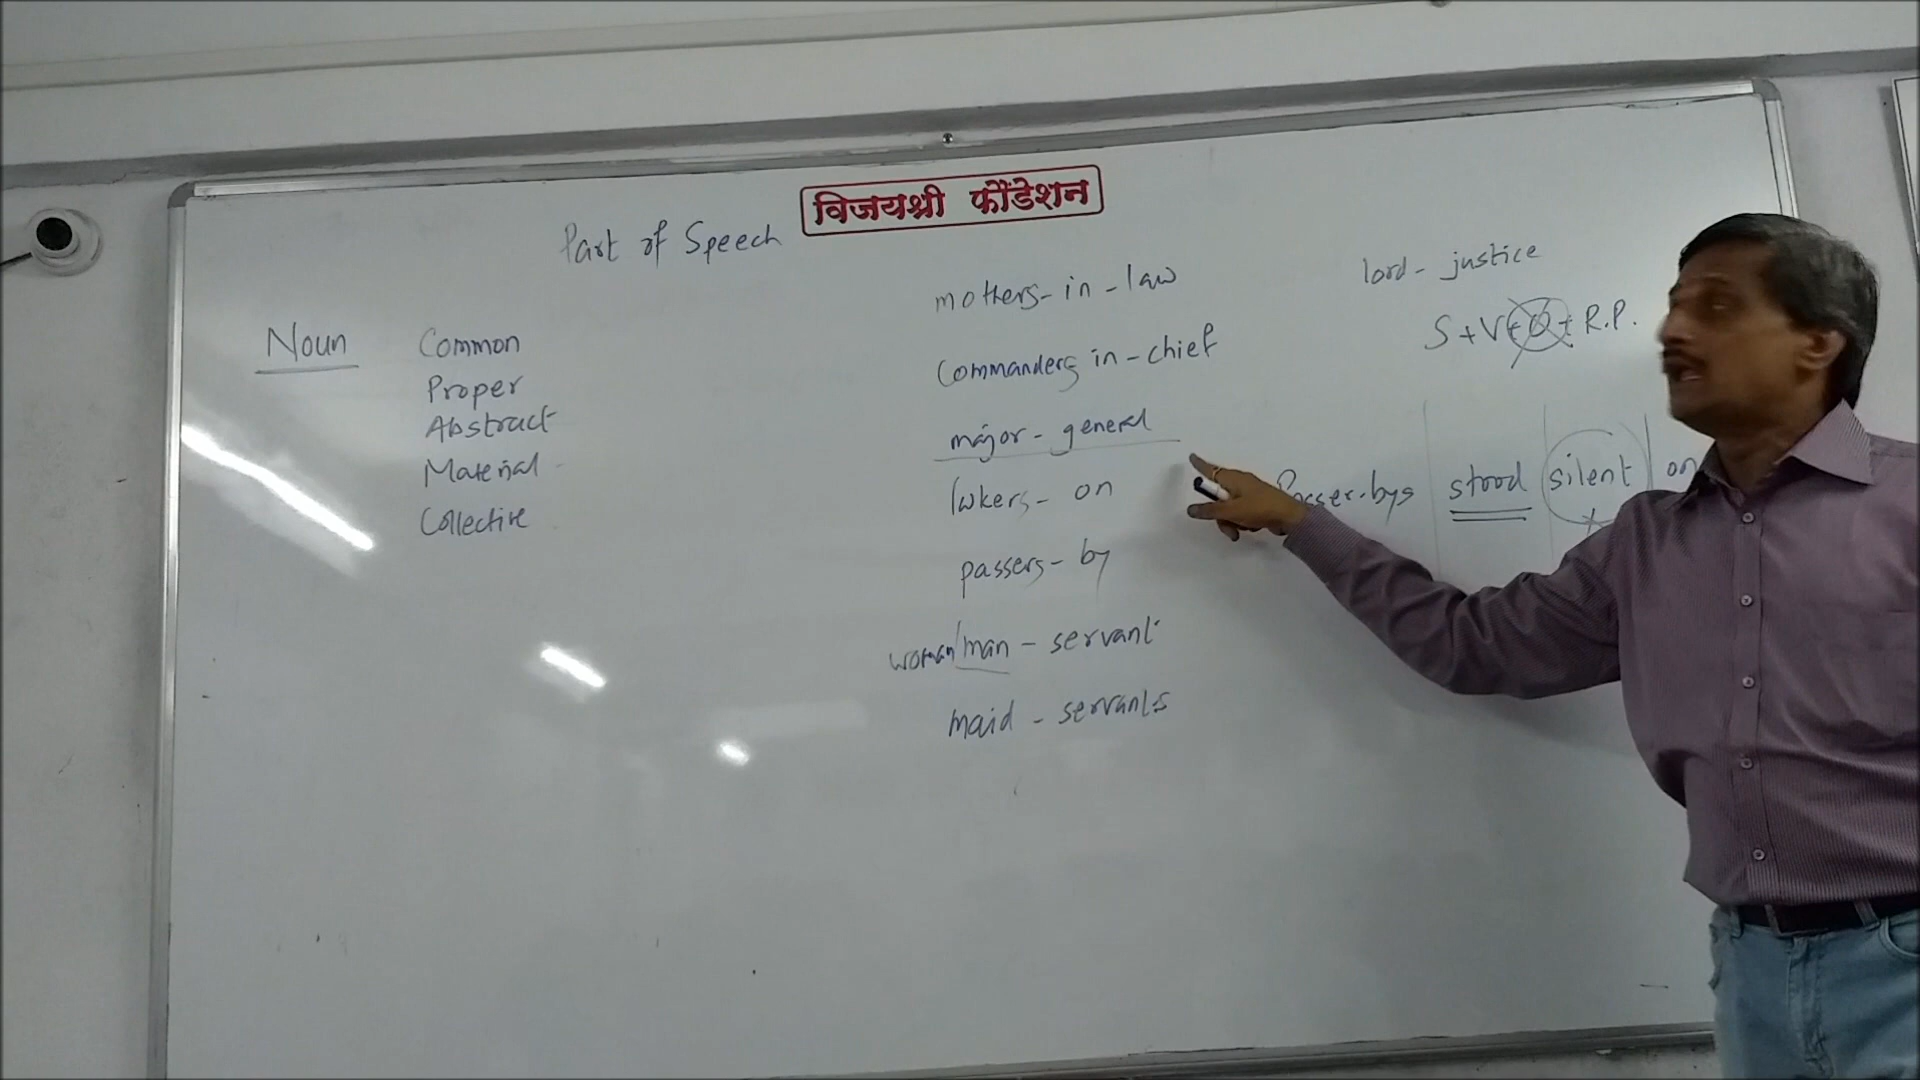 विजयश्री फौंडेशन
Part of Speech
Noun
Common
Proper
Abstract
Material
Collective
mothers-in-law
Commanders in-chief
major-general
lookers-on
passers-by
woman/man-servant
maid-servants
lord-justice
S+V+O+R.P.
Passer-bys stood silent on